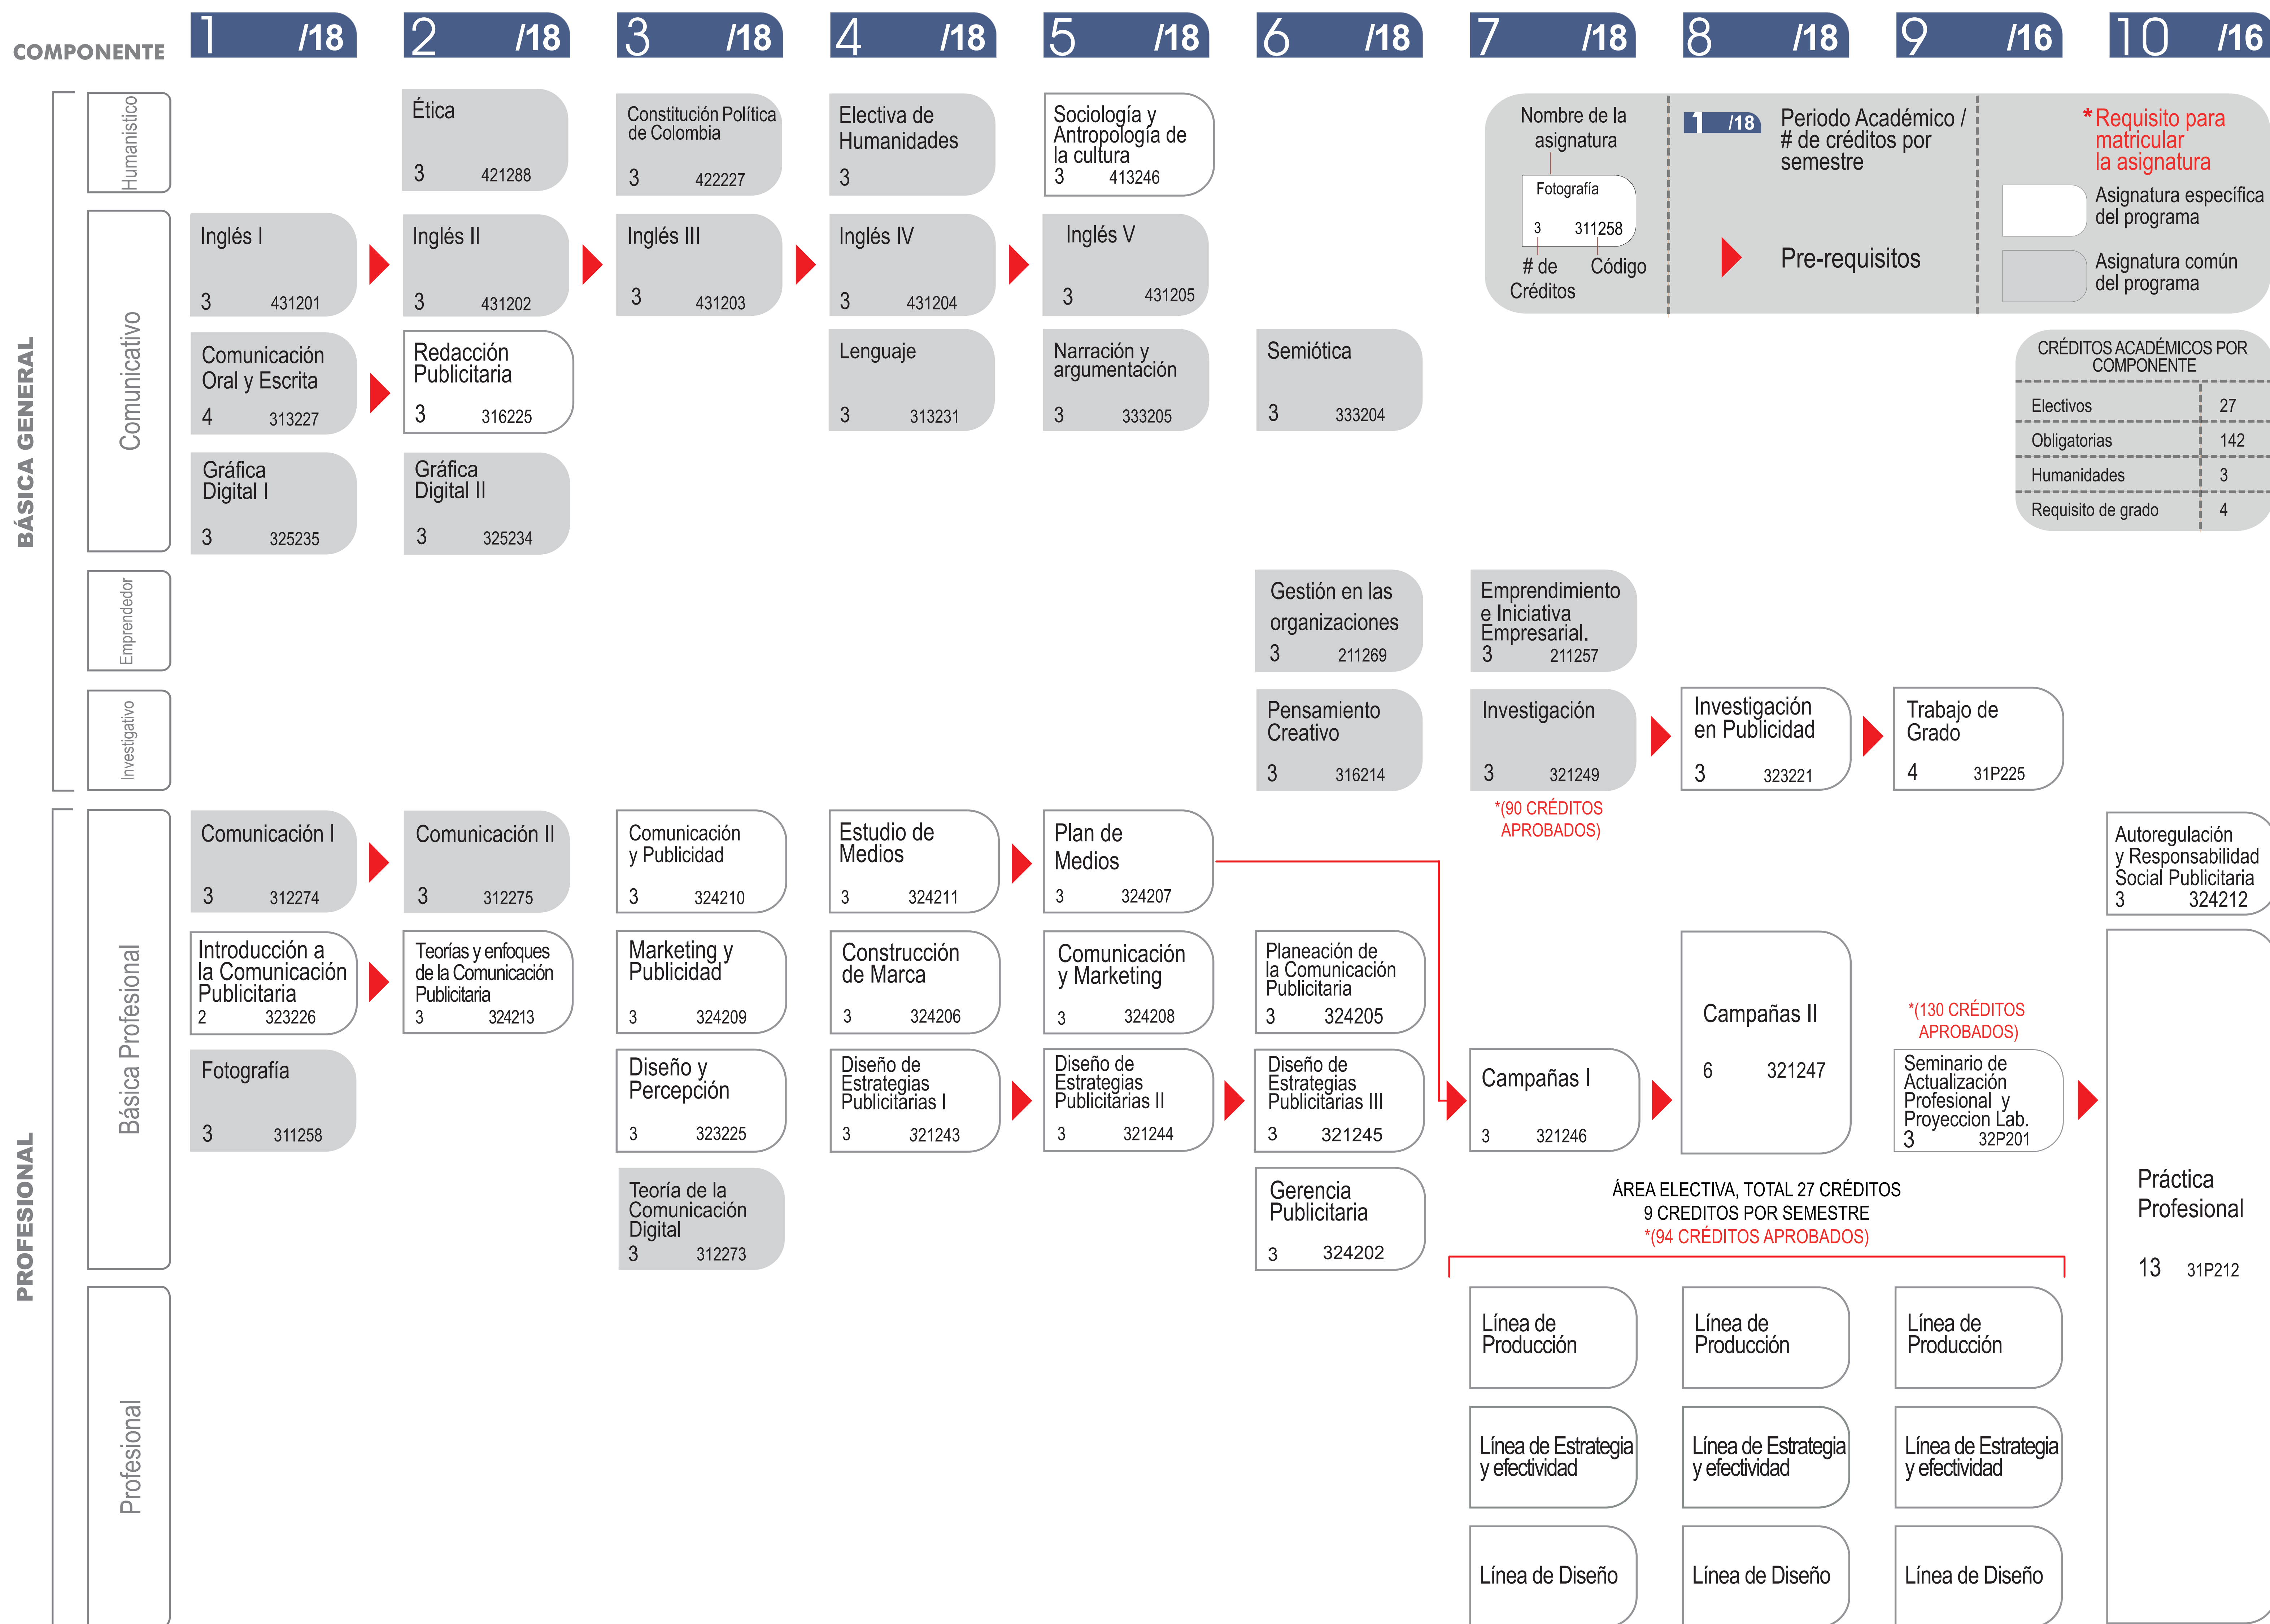 COMPONENTE
1 /18
2 /18
3 /18
4 /18
5 /18
6 /18
7 /18
8 /18
9 /16
10 /16
BÁSICA GENERAL
Humanistico
Ética
3 421288
Constitución Política
de Colombia
3 422227
Electiva de
Humanidades
3
Sociología y
Antropología de
la cultura
3 413246
Nombre de la
asignatura
Fotografía
3 311258
# de
Créditos
Código
1 /18
Periodo Académico /
# de créditos por
semestre
Pre-requisitos
*Requisito para
matricular
la asignatura
Asignatura específica
del programa
Asignatura común
del programa
Comunicativo
Inglés I
3 431201
Inglés II
3 431202
Inglés III
3 431203
Inglés IV
3 431204
Inglés V
3 431205
Comunicación
Oral y Escrita
4 313227
Redacción
Publicitaria
3 316225
Lenguaje
3 313231
Narración y
argumentación
3 333205
Semiótica
3 333204
CRÉDITOS ACADÉMICOS POR
COMPONENTE
Electivos 27
Obligatorias 142
Humanidades 3
Requisito de grado 4
Gráfica
Digital I
3 325235
Gráfica
Digital II
3 325234
Emprendedor
Gestión en las
organizaciones
3 211269
Emprendimiento
e Iniciativa
Empresarial.
3 211257
Investigativo
Pensamiento
Creativo
3 316214
Investigación
3 321249
*(90 CRÉDITOS
APROBADOS)
Investigación
en Publicidad
3 323221
Trabajo de
Grado
4 31P225
PROFESIONAL
Básica Profesional
Comunicación I
3 312274
Comunicación II
3 312275
Comunicación
y Publicidad
3 324210
Estudio de
Medios
3 324211
Plan de
Medios
3 324207
Autoregulación
y Responsabilidad
Social Publicitaria
3 324212
Introducción a
la Comunicación
Publicitaria
2 323226
Teorías y enfoques
de la Comunicación
Publicitaria
3 324213
Marketing y
Publicidad
3 324209
Construcción
de Marca
3 324206
Comunicación
y Marketing
3 324208
Planeación de
la Comunicación
Publicitaria
3 324205
Campañas II
6 321247
*(130 CRÉDITOS
APROBADOS)
Fotografía
3 311258
Diseño y
Percepción
3 323225
Diseño de
Estrategias
Publicitarias I
3 321243
Diseño de
Estrategias
Publicitarias II
3 321244
Diseño de
Estrategias
Publicitarias III
3 321245
Campañas I
3 321246
Seminario de
Actualización
Profesional y
Proyeccion Lab.
3 32P201
Práctica
Profesional
13 31P212
Teoría de la
Comunicación
Digital
3 312273
Gerencia
Publicitaria
3 324202
ÁREA ELECTIVA, TOTAL 27 CRÉDITOS
9 CREDITOS POR SEMESTRE
*(94 CRÉDITOS APROBADOS)
Profesional
Línea de
Producción
Línea de
Producción
Línea de
Producción
Línea de Estrategia
y efectividad
Línea de Estrategia
y efectividad
Línea de Estrategia
y efectividad
Línea de Diseño
Línea de Diseño
Línea de Diseño